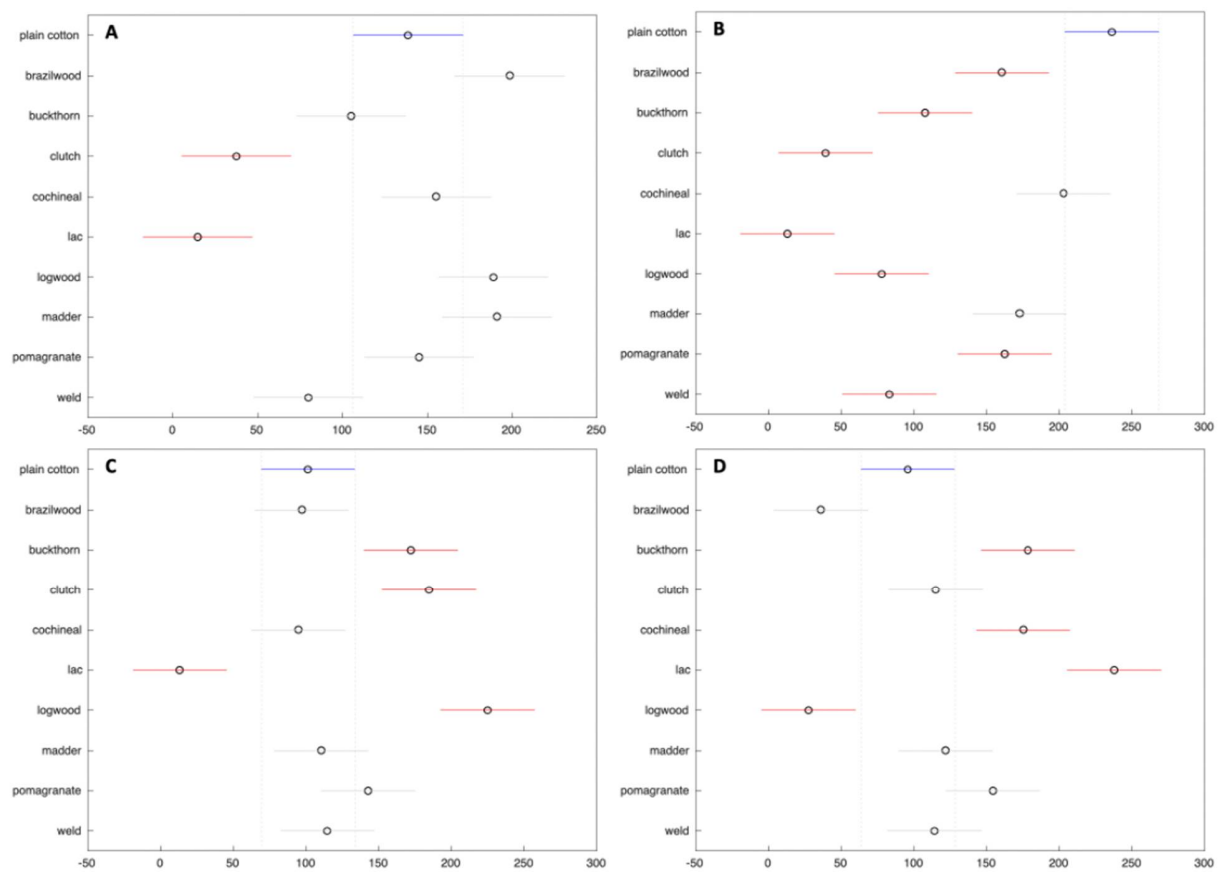 A
plain cotton
brazilwood
buckthorn
clutch
cochineal
lac
logwood
madder
pomagranate
weld
-50 0 50 100 150 200 250
B
plain cotton
brazilwood
buckthorn
clutch
cochineal
lac
logwood
madder
pomagranate
weld
-50 0 50 100 150 200 250 300
C
plain cotton
brazilwood
buckthorn
clutch
cochineal
lac
logwood
madder
pomagranate
weld
-50 0 50 100 150 200 250 300
D
plain cotton
brazilwood
buckthorn
clutch
cochineal
lac
logwood
madder
pomagranate
weld
-50 0 50 100 150 200 250 300